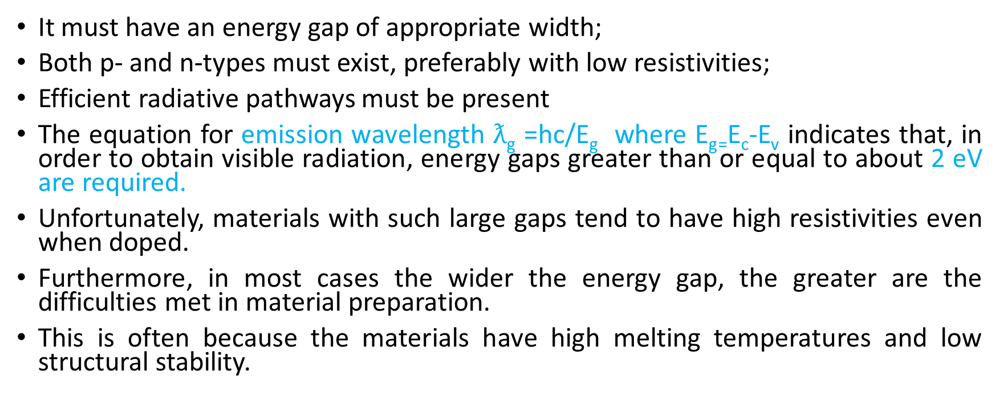 • It must have an energy gap of appropriate width;
• Both p- and n-types must exist, preferably with low resistivities;
• Efficient radiative pathways must be present
• The equation for emission wavelength ƛg =hc/Eg where Eg=Ec-Ev indicates that, in
order to obtain visible radiation, energy gaps greater than or equal to about 2 eV
are required.
• Unfortunately, materials with such large gaps tend to have high resistivities even
when doped.
• Furthermore, in most cases the wider the energy gap, the greater are the
difficulties met in material preparation.
• This is often because the materials have high melting temperatures and low
structural stability.